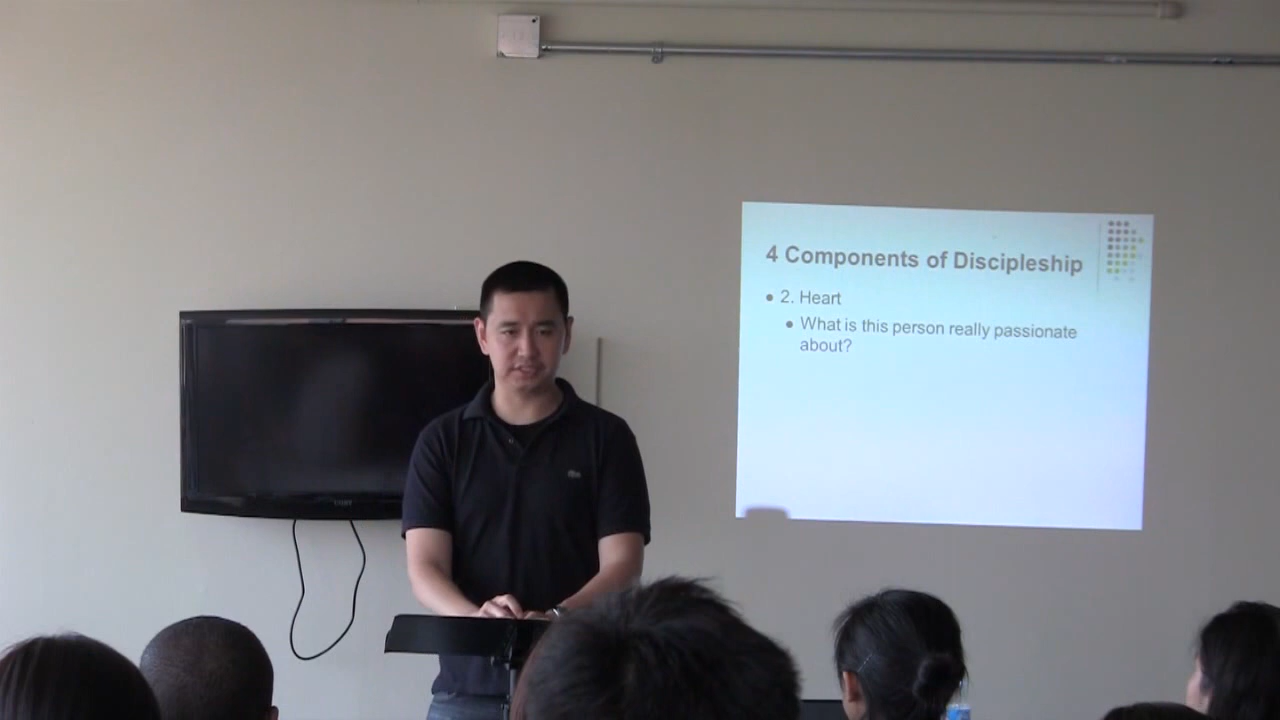 4 Components of Discipleship
● 2. Heart
● What is this person really passionate
about?